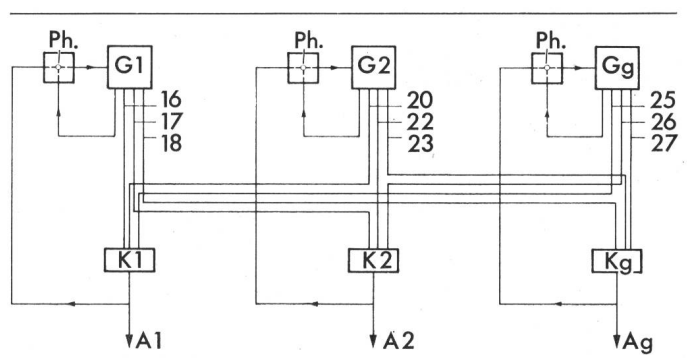 Ph. Ph. Ph.
G1 G2 Gg
16 20 25
17 22 26
18 23 27
K1 K2 Kg
A1 A2 Ag